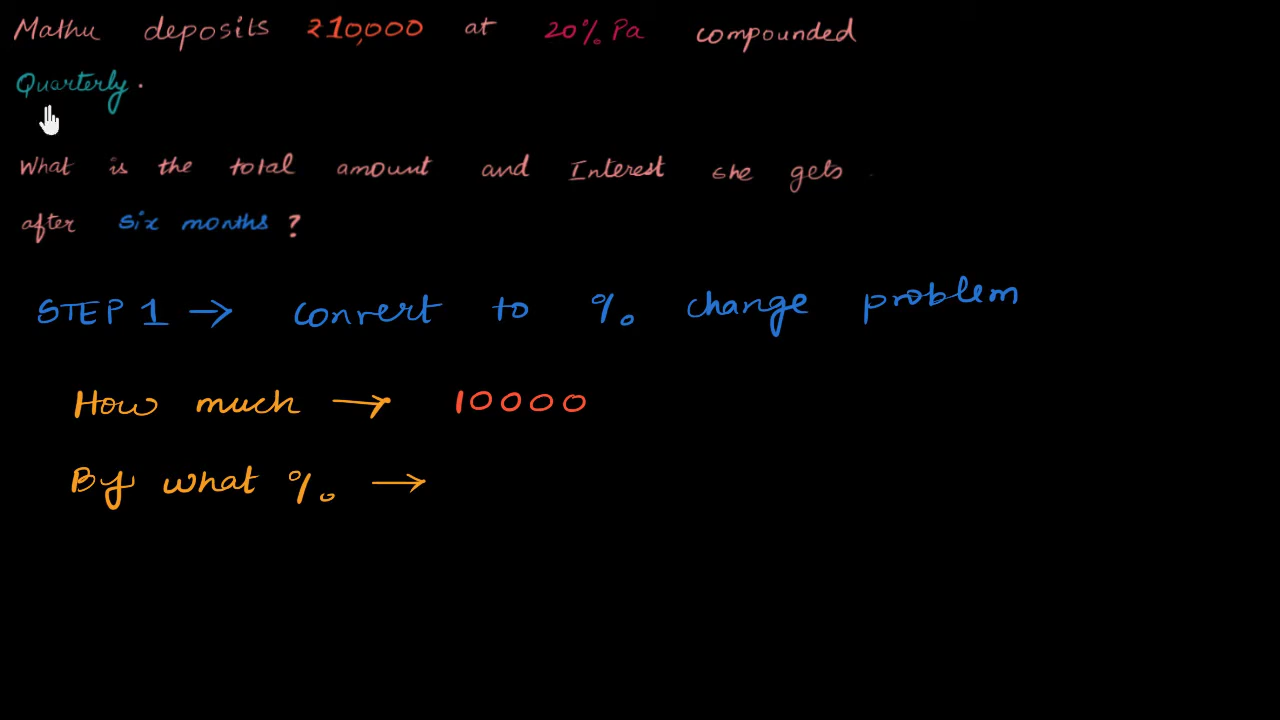 Mathu deposits ₹10,000 at 20% Pa compounded
Quarterly.
What is the total amount and Interest she gets
after six months?
STEP 1 → convert to % change problem
How much → 10000
By what % →